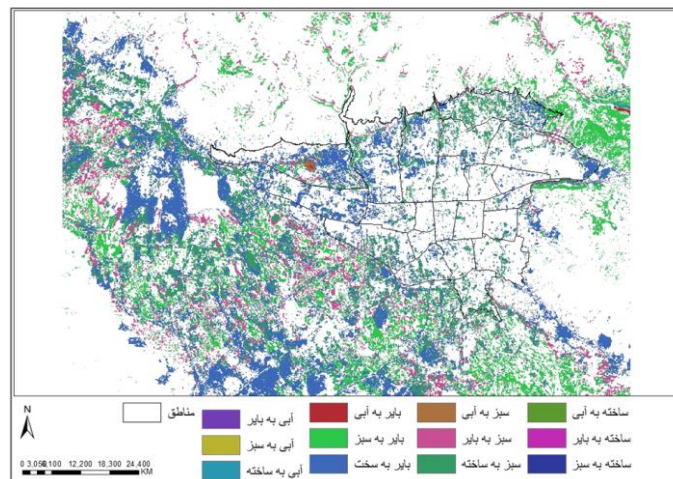 مناطق
آبی به بایر
آبی به سبز
آبی به ساخته
بایر به آبی
بایر به سبز
بایر به سخت
سبز به آبی
سبز به بایر
سبز به ساخته
ساخته به آبی
ساخته به بایر
ساخته به سبز
N
0 3,050 6,100 12,200 18,300 24,400
KM